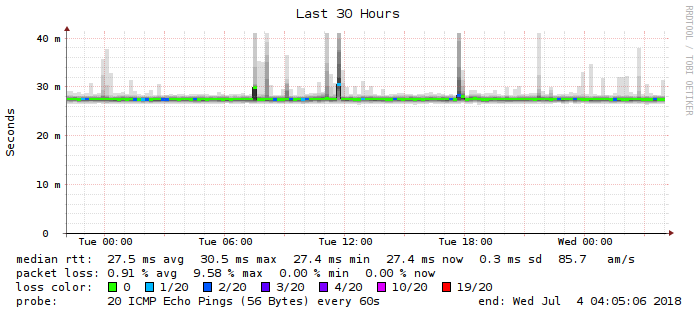 Last 30 Hours
RRDTOOL / TOBI OETIKER
Seconds
40 m
30 m
20 m
10 m
0
Tue 00:00 Tue 06:00 Tue 12:00 Tue 18:00 Wed 00:00
median rtt: 27.5 ms avg 30.5 ms max 27.4 ms min 27.4 ms now 0.3 ms sd 85.7 am/s
packet loss: 0.91 % avg 9.58 % max 0.00 % min 0.00 % now
loss color: 0 1/20 2/20 3/20 4/20 10/20 19/20
probe: 20 ICMP Echo Pings (56 Bytes) every 60s end: Wed Jul 4 04:05:06 2018